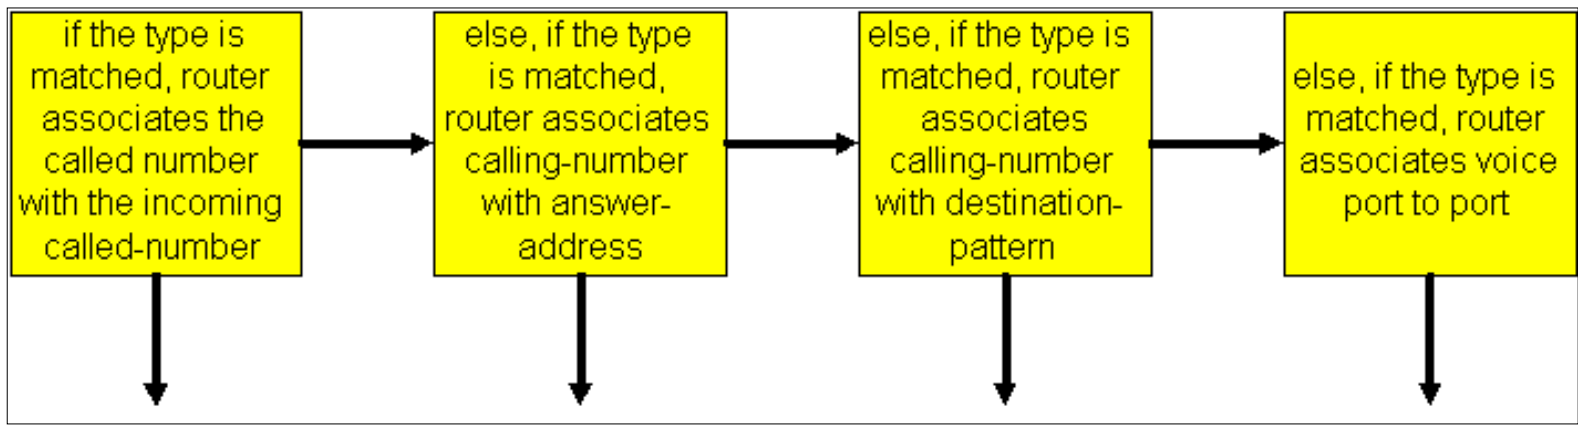 if the type is
matched, router
associates the
called number
with the incoming
called-number
else, if the type
is matched,
router associates
calling-number
with answer-
address
else, if the type is
matched, router
associates
calling-number
with destination-
pattern
else, if the type is
matched, router
associates voice
port to port